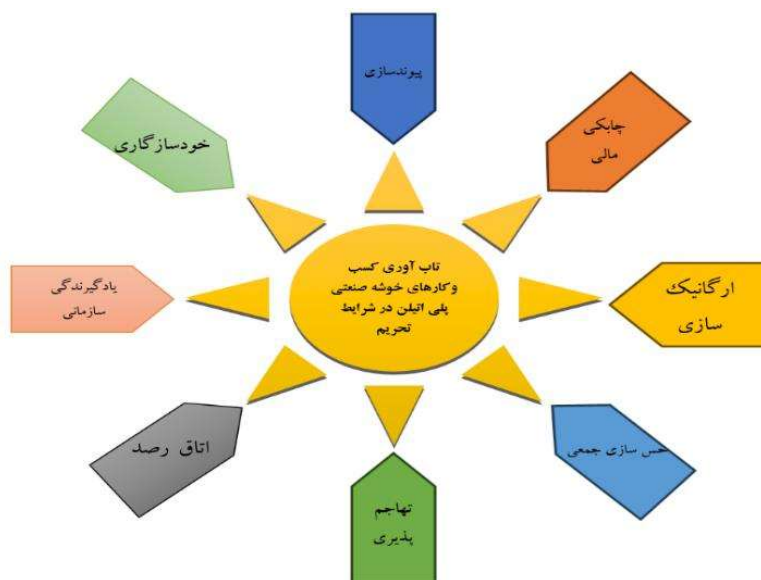 پیوندسازی
چابکی
مالی
خودسازگاری
تاب آوری کسب
وکارهای خوشه صنعتی
پلی اتیلن در شرایط
تحریم
ارگانیک
سازی
یادگیرندگی
سازمانی
حس سازی جمعی
اتاق رصد
تهاجم
پذیری